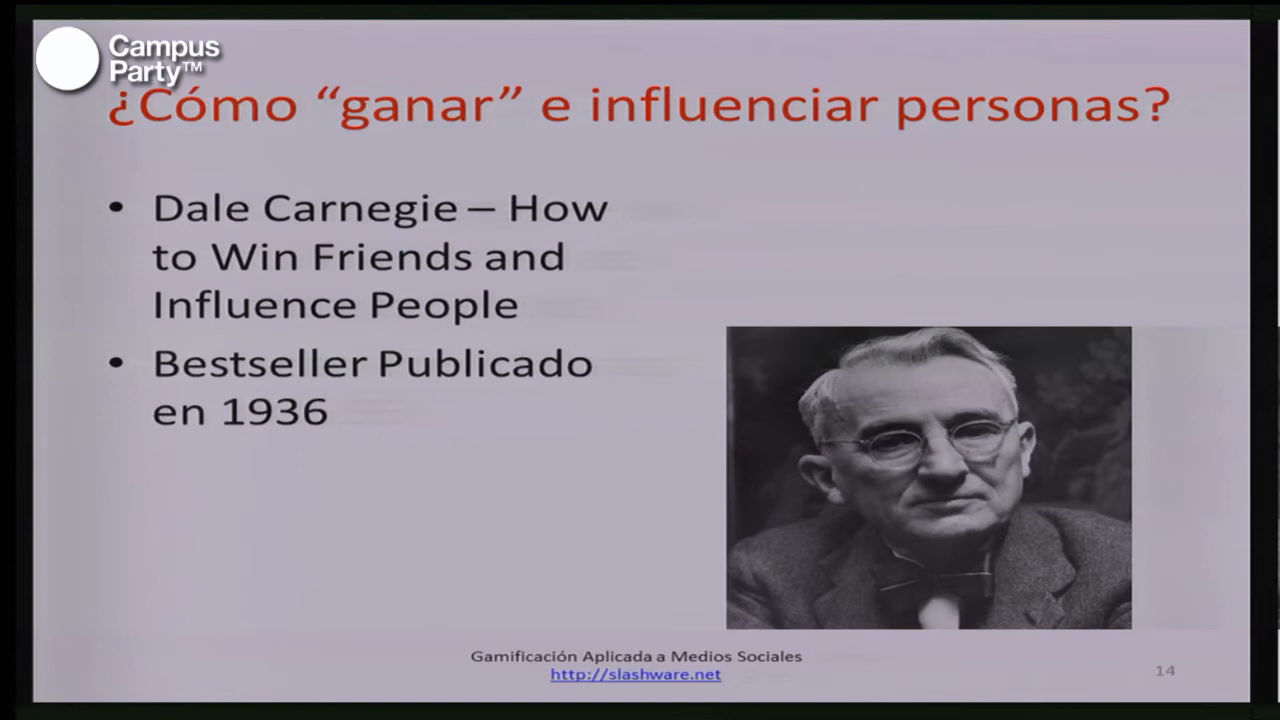 Campus
Party™
¿Cómo “ganar” e influenciar personas?
• Dale Carnegie – How
to Win Friends and
Influence People
• Bestseller Publicado
en 1936
Gamificación Aplicada a Medios Sociales
http://slashware.net
14